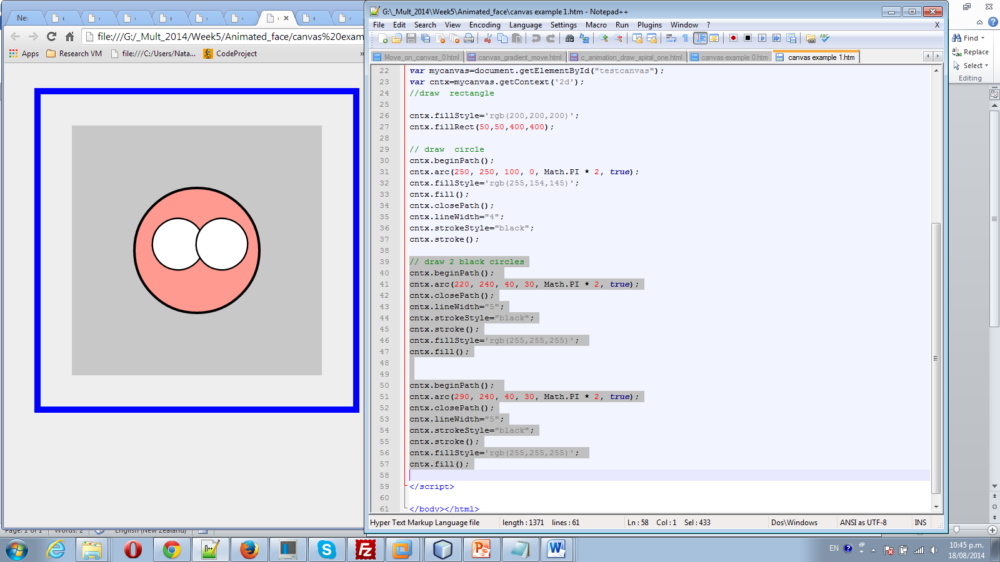 G:\_Mult_2014\Week5\Animated_face\canvas example1.htm - Notepad++
File Edit Search View Encoding Language Settings Macro Run Plugins Window ? X
Move_on_canvas_0.html canvas_gradient_move.html c_animation_draw_spiral_one.html canvas example 0.htm canvas example 1.htm
file:///G:/_Mult_2014/Week5/Animated_face/canvas%20exam
Apps Research VM file:///C:/Users/Nata... CodeProject »
22 var mycanvas=document.getElementById("testcanvas");
23 var cntx=mycanvas.getContext('2d');
24 //draw  rectangle
25
26 cntx.fillStyle='rgb(200,200,200)';
27 cntx.fillRect(50,50,400,400);
28
29 // draw  circle
30 cntx.beginPath();
31 cntx.arc(250, 250, 100, 0, Math.PI * 2, true);
32 cntx.fillStyle='rgb(255,154,145)';
33 cntx.fill();
34 cntx.closePath();
35 cntx.lineWidth="4";
36 cntx.strokeStyle="black";
37 cntx.stroke();
38
39 // draw 2 black circles
40 cntx.beginPath();
41 cntx.arc(220, 240, 40, 30, Math.PI * 2, true);
42 cntx.closePath();
43 cntx.lineWidth="5";
44 cntx.strokeStyle="black";
45 cntx.stroke();
46 cntx.fillStyle='rgb(255,255,255)';
47 cntx.fill();
48
49
50 cntx.beginPath();
51 cntx.arc(290, 240, 40, 30, Math.PI * 2, true);
52 cntx.closePath();
53 cntx.lineWidth="5";
54 cntx.strokeStyle="black";
55 cntx.stroke();
56 cntx.fillStyle='rgb(255,255,255)';
57 cntx.fill();
58
59 </script>
60
61 </body></html>
Hyper Text Markup Language file length : 1371 lines : 61 Ln : 58 Col : 1 Sel : 433 Dos\Windows ANSI as UTF-8 INS
Find
Replace
Select
Editing
Page: 1 of 1 Words: 2 English (New Zealand)
EN
10:45 p.m.
18/08/2014